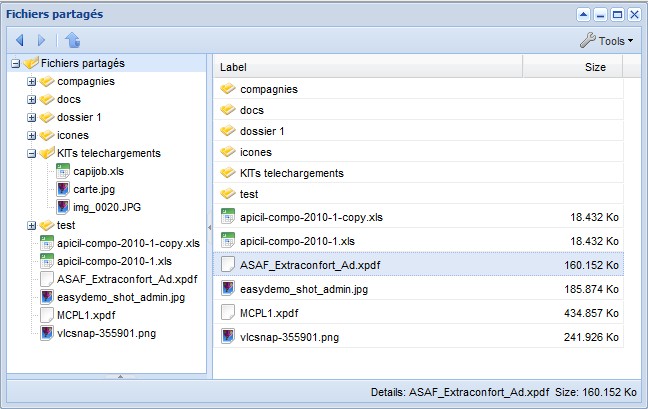 Fichiers partagés
Tools
Fichiers partagés
compagnies
docs
dossier 1
icones
KITs telechargements
capijob.xls
carte.jpg
img_0020.JPG
test
apicil-compo-2010-1-copy.xls
apicil-compo-2010-1.xls
ASAF_Extraconfort_Ad.xpdf
easydemo_shot_admin.jpg
MCPL1.xpdf
vlcsnap-355901.png
Label Size
compagnies
docs
dossier 1
icones
KITs telechargements
test
apicil-compo-2010-1-copy.xls 18.432 Ko
apicil-compo-2010-1.xls 18.432 Ko
ASAF_Extraconfort_Ad.xpdf 160.152 Ko
easydemo_shot_admin.jpg 185.874 Ko
MCPL1.xpdf 434.857 Ko
vlcsnap-355901.png 241.926 Ko
Details: ASAF_Extraconfort_Ad.xpdf Size: 160.152 Ko